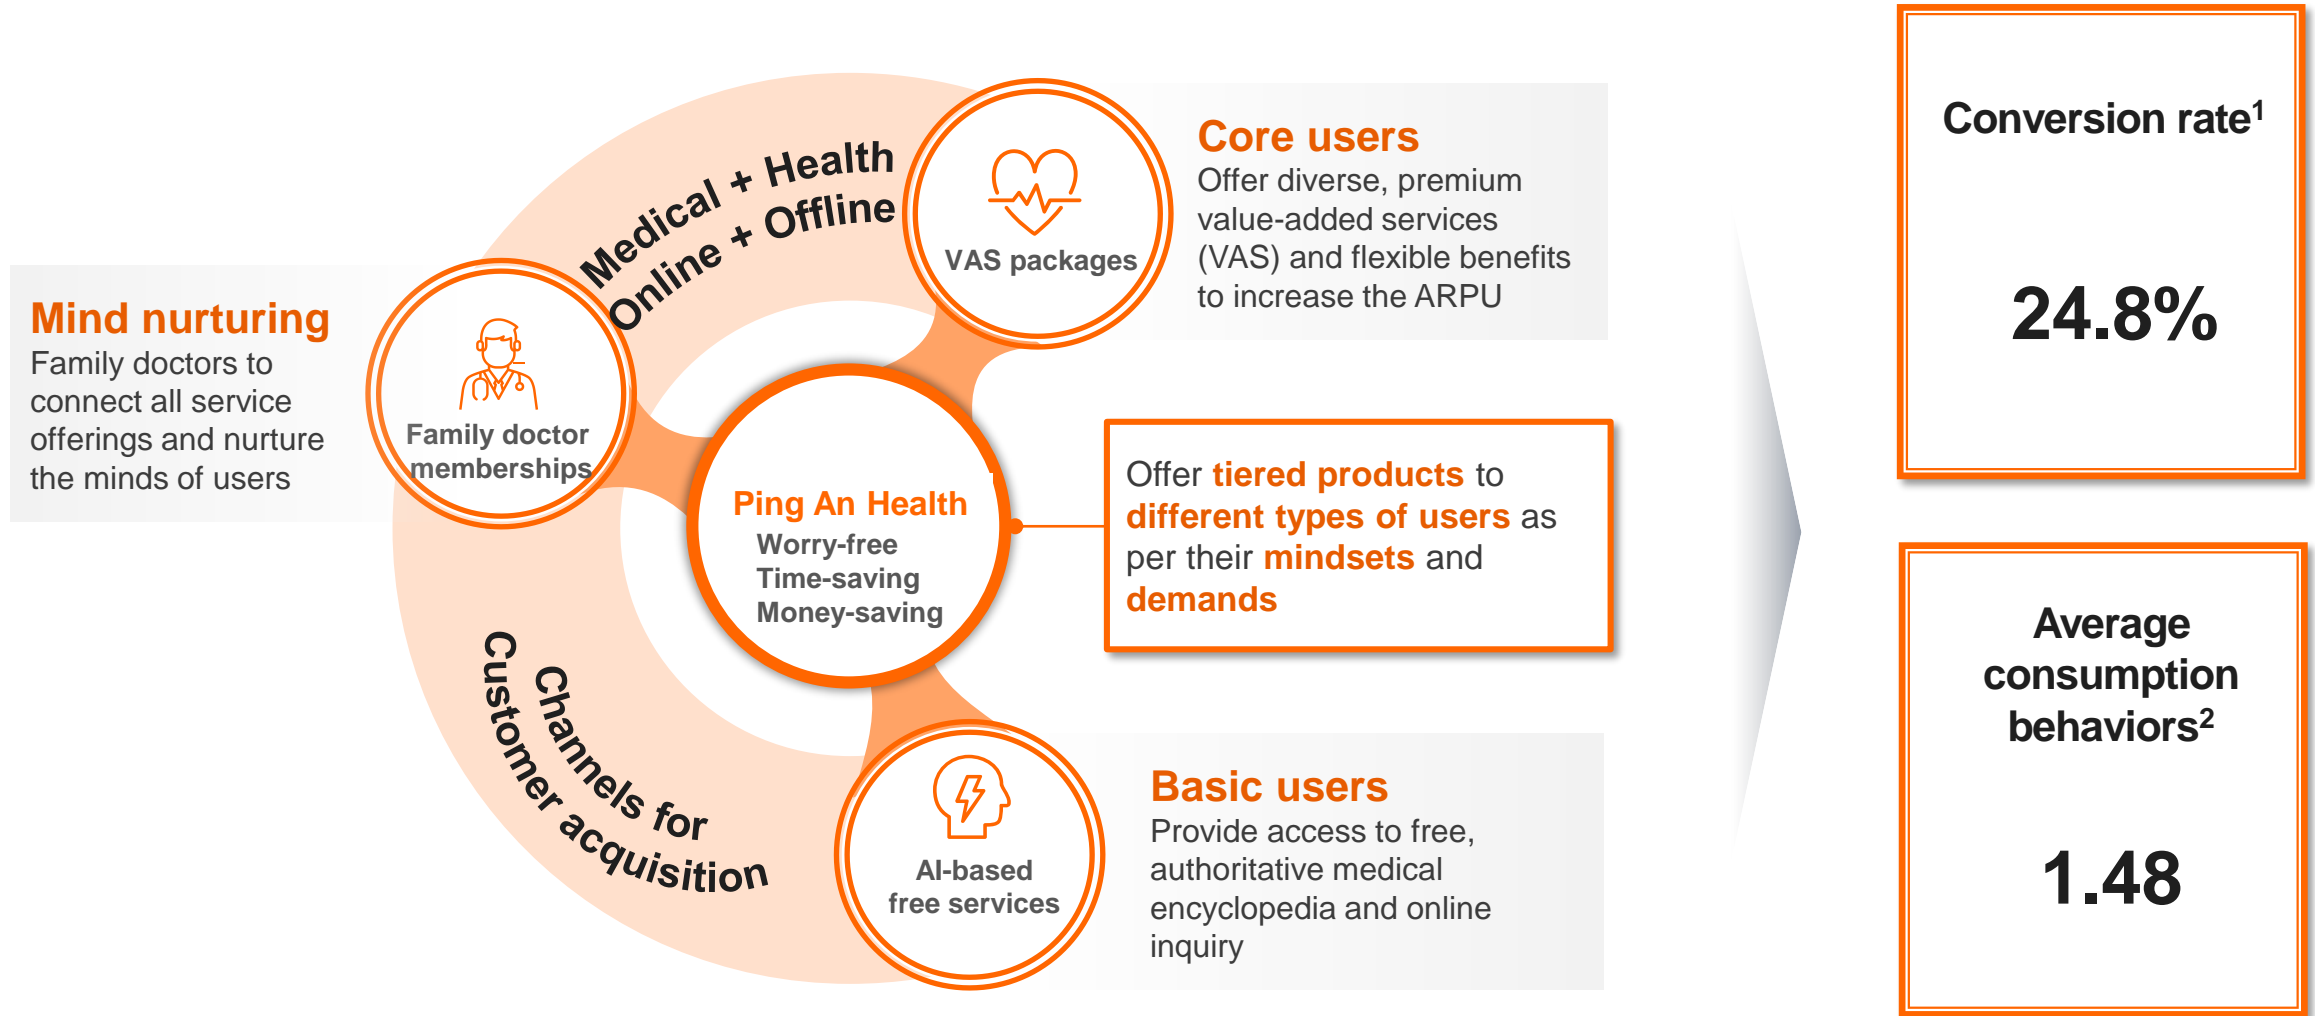 Mind nurturing
Family doctors to
connect all service
offerings and nurture
the minds of users
Family doctor
memberships
Medical + Health
Online + Offline
VAS packages
Core users
Offer diverse, premium
value-added services
(VAS) and flexible benefits
to increase the ARPU
Ping An Health
Worry-free
Time-saving
Money-saving
Offer tiered products to
different types of users as
per their mindsets and
demands
Channels for
Customer acquisition
AI-based
free services
Basic users
Provide access to free,
authoritative medical
encyclopedia and online
inquiry
Conversion rate¹
24.8%
Average
consumption
behaviors²
1.48